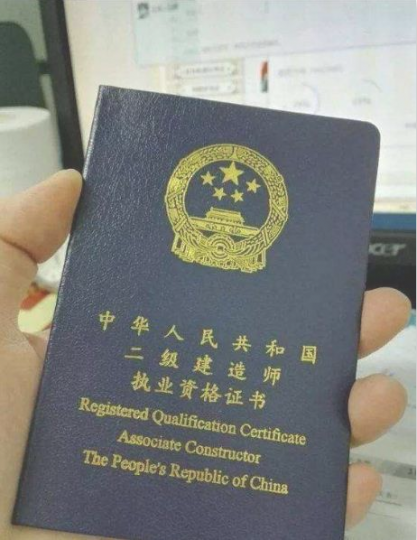 中华人民共和国
二级建造师
执业资格证书
Registered Qualification Certificate
Associate Constructor
The People's Republic of China
acer